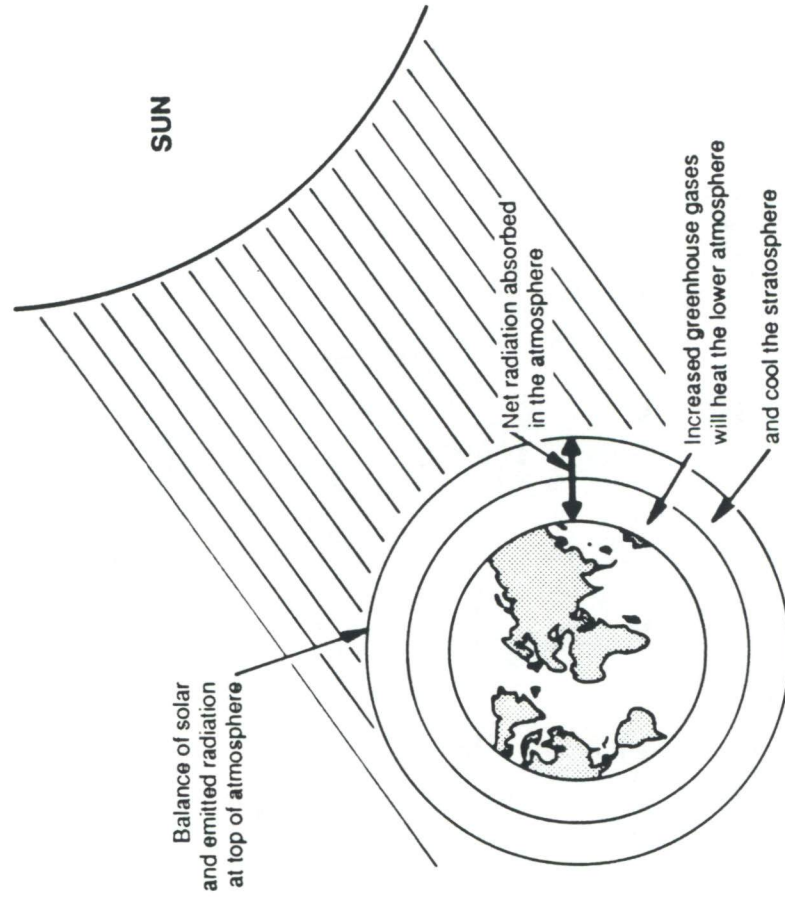 SUN
Balance of solar
and emitted radiation
at top of atmosphere
Net radiation absorbed
in the atmosphere
Increased greenhouse gases
will heat the lower atmosphere
and cool the stratosphere